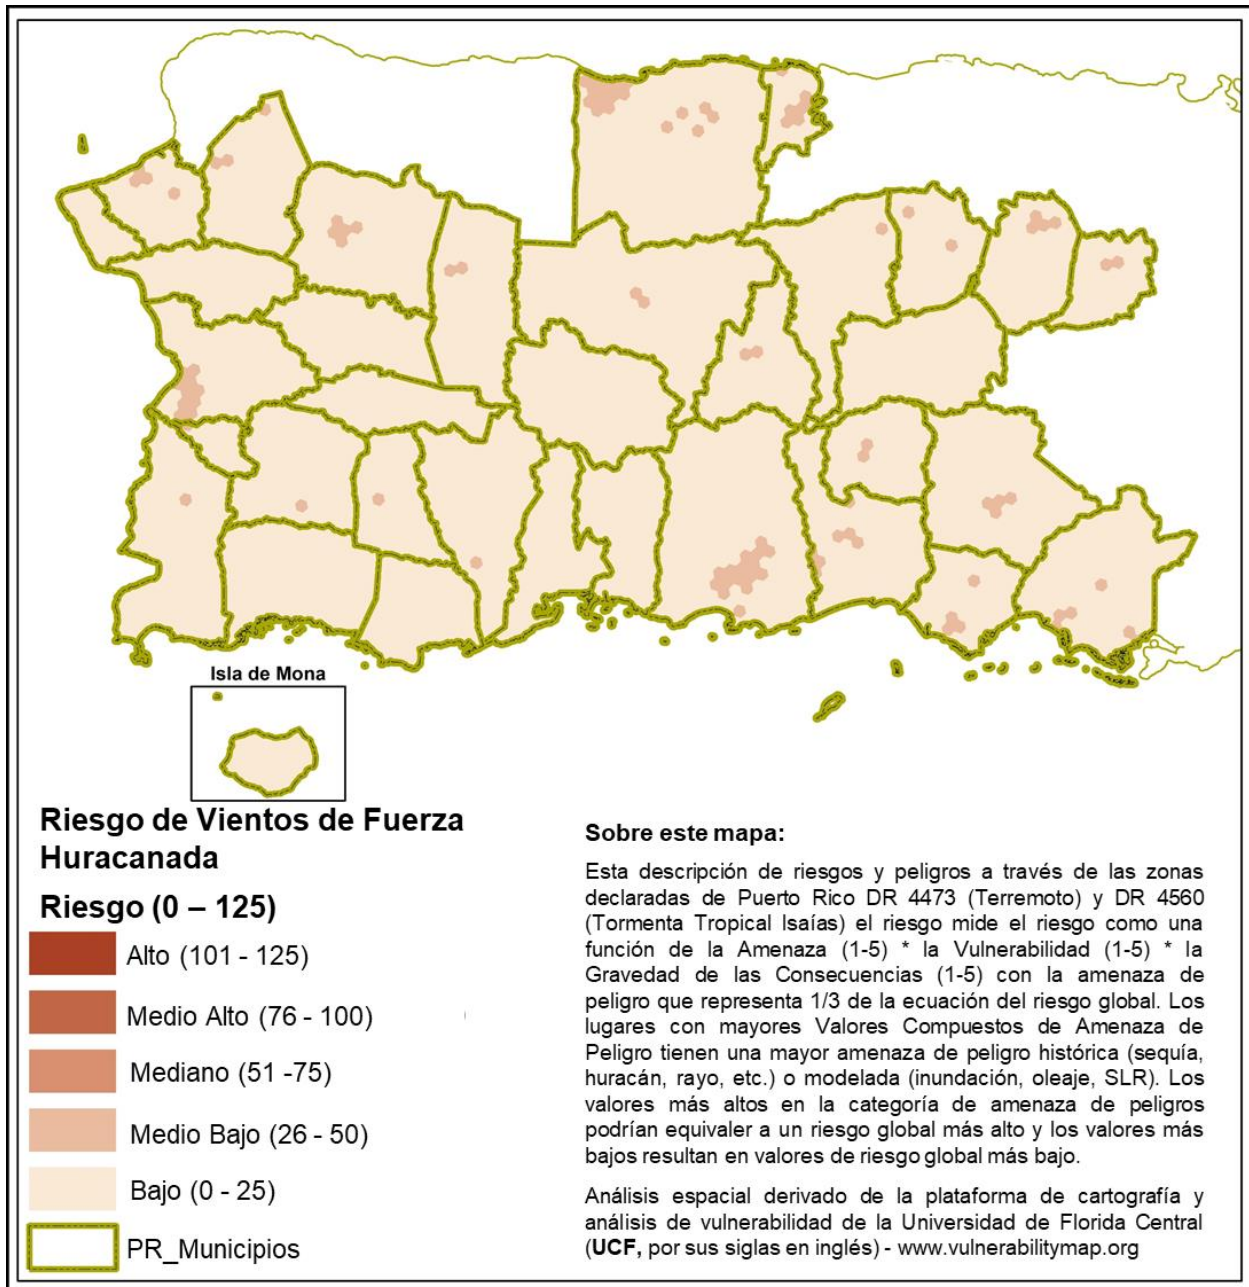 Isla de Mona
Riesgo de Vientos de Fuerza
Huracanada
Riesgo (0 – 125)
Alto (101 - 125)
Medio Alto (76 - 100)
Mediano (51 -75)
Medio Bajo (26 - 50)
Bajo (0 - 25)
PR_Municipios
Sobre este mapa:
Esta descripción de riesgos y peligros a través de las zonas
declaradas de Puerto Rico DR 4473 (Terremoto) y DR 4560
(Tormenta Tropical Isaías) el riesgo mide el riesgo como una
función de la Amenaza (1-5) * la Vulnerabilidad (1-5) * la
Gravedad de las Consecuencias (1-5) con la amenaza de
peligro que representa 1/3 de la ecuación del riesgo global. Los
lugares con mayores Valores Compuestos de Amenaza de
Peligro tienen una mayor amenaza de peligro histórica (sequía,
huracán, rayo, etc.) o modelada (inundación, oleaje, SLR). Los
valores más altos en la categoría de amenaza de peligros
podrían equivaler a un riesgo global más alto y los valores más
bajos resultan en valores de riesgo global más bajo.
Análisis espacial derivado de la plataforma de cartografía y
análisis de vulnerabilidad de la Universidad de Florida Central
(UCF, por sus siglas en inglés) - www.vulnerabilitymap.org